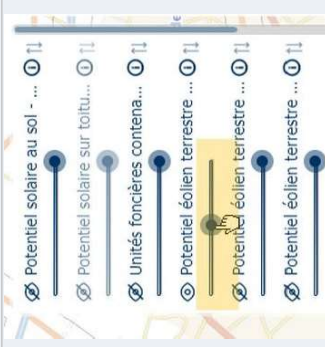 Potentiel solaire au sol - ...
Potentiel solaire sur toitu...
Unités foncières contena...
Potentiel éolien terrestre ...
Potentiel éolien terrestre ...
Potentiel éolien terrestre ...